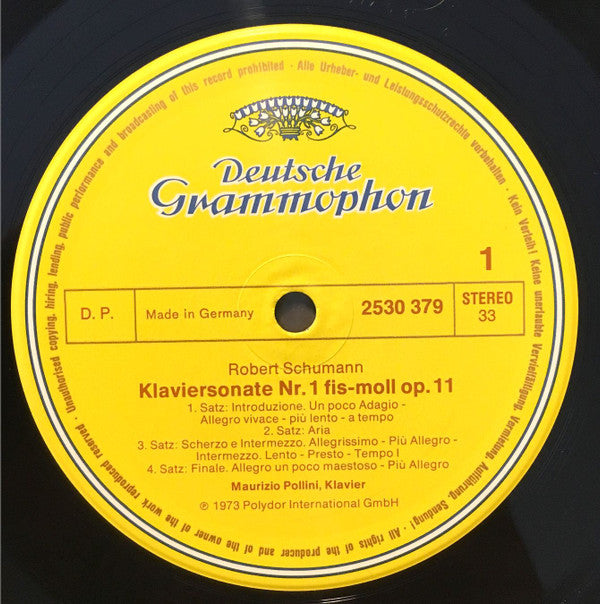 Unauthorised copying, hiring, lending, public performance and broadcasting of this record prohibited · Alle Urheber- und Leistungsschutzrechte vorbehalten · Kein Verleih! Keine unerlaubte Vervielfältigung, Vermietung, Aufführung, Sendung! · All rights of the producer and of the owner of the work reproduced reserved ·
Deutsche
Grammophon
1
D. P.
Made in Germany
2530 379
STEREO
33
Robert Schumann
Klaviersonate Nr. 1 fis-moll op. 11
1. Satz: Introduzione. Un poco Adagio -
Allegro vivace - più lento - a tempo
2. Satz: Aria
3. Satz: Scherzo e Intermezzo. Allegrissimo - Più Allegro -
Intermezzo. Lento - Presto - Tempo I
4. Satz: Finale. Allegro un poco maestoso - Più Allegro
Maurizio Pollini, Klavier
℗ 1973 Polydor International GmbH